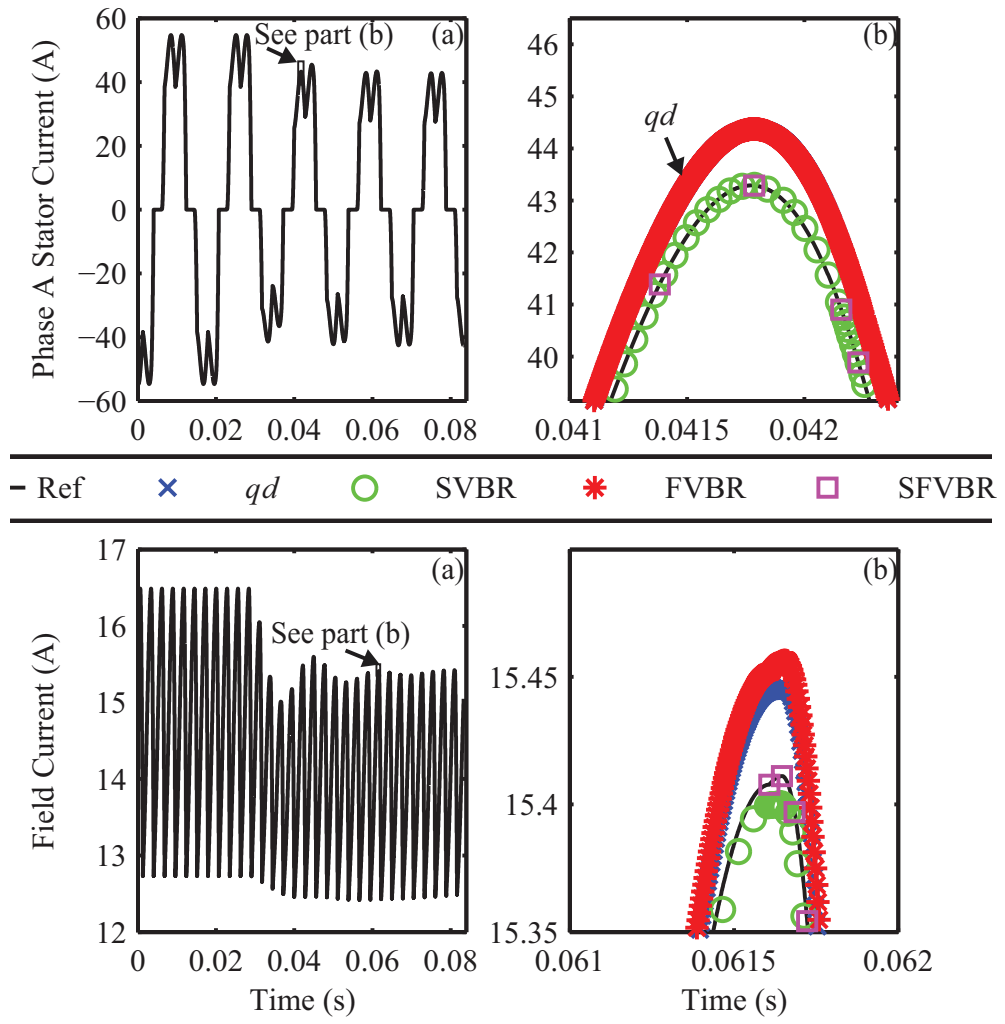 Phase A Stator Current (A)
60
40
20
0
−20
−40
−60
See part (b)
(a)
0
0.02
0.04
0.06
0.08
46
45
44
43
42
41
40
qd
(b)
0.041
0.0415
0.042
Ref
qd
SVBR
FVBR
SFVBR
Field Current (A)
17
16
15
14
13
12
(a)
See part (b)
0
0.02
0.04
0.06
0.08
Time (s)
15.45
15.4
15.35
(b)
0.061
0.0615
0.062
Time (s)